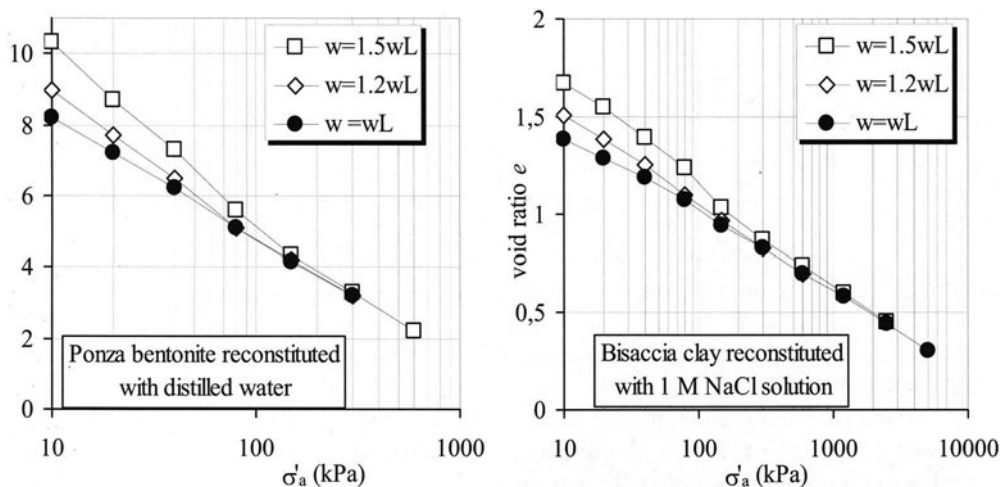 10
8
6
4
2
0
10
100
1000
σ'a (kPa)
w=1.5wL
w=1.2wL
w =wL
Ponza bentonite reconstituted
with distilled water
void ratio e
2
1,5
1
0,5
0
10
100
1000
10000
σ'a (kPa)
w=1.5wL
w=1.2wL
w=wL
Bisaccia clay reconstituted
with 1 M NaCl solution